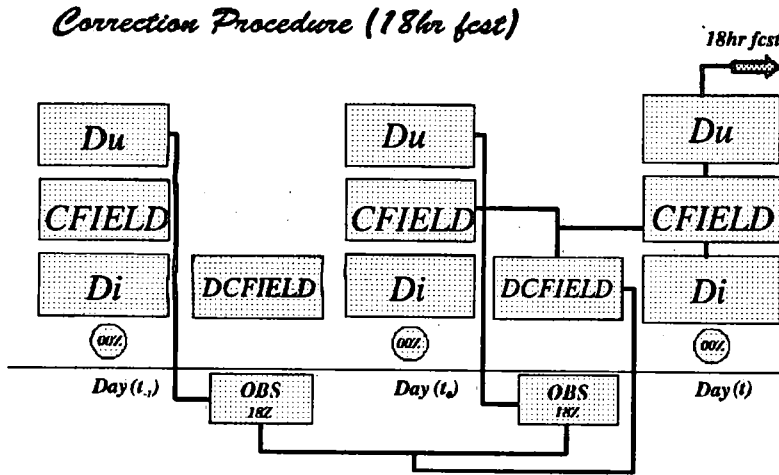 Correction Procedure (18hr fcst)
18hr fcst
Du
Du
Du
CFIELD
CFIELD
CFIELD
Di
DCFIELD
Di
DCFIELD
Di
00Z
00Z
00Z
Day (t-1)
OBS
18Z
Day (t0)
OBS
18Z
Day (t)